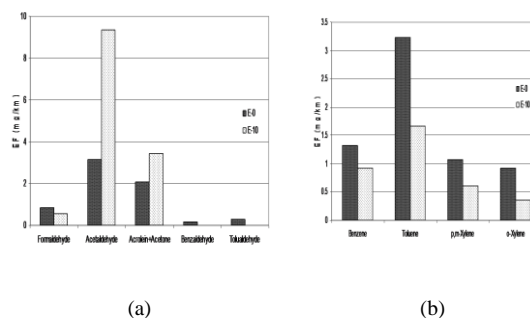 10
8
6
4
2
0
EF (mg/km)
E-0
E-10
Formaldehyde Acetaldehyde Acrolein+Acetone Benzaldehyde Tolualdehyde
(a)
3.5
3
2.5
2
1.5
1
0.5
0
EF (mg/km)
E-0
E-10
Benzene Toluene p,m-Xylene o-Xylene
(b)